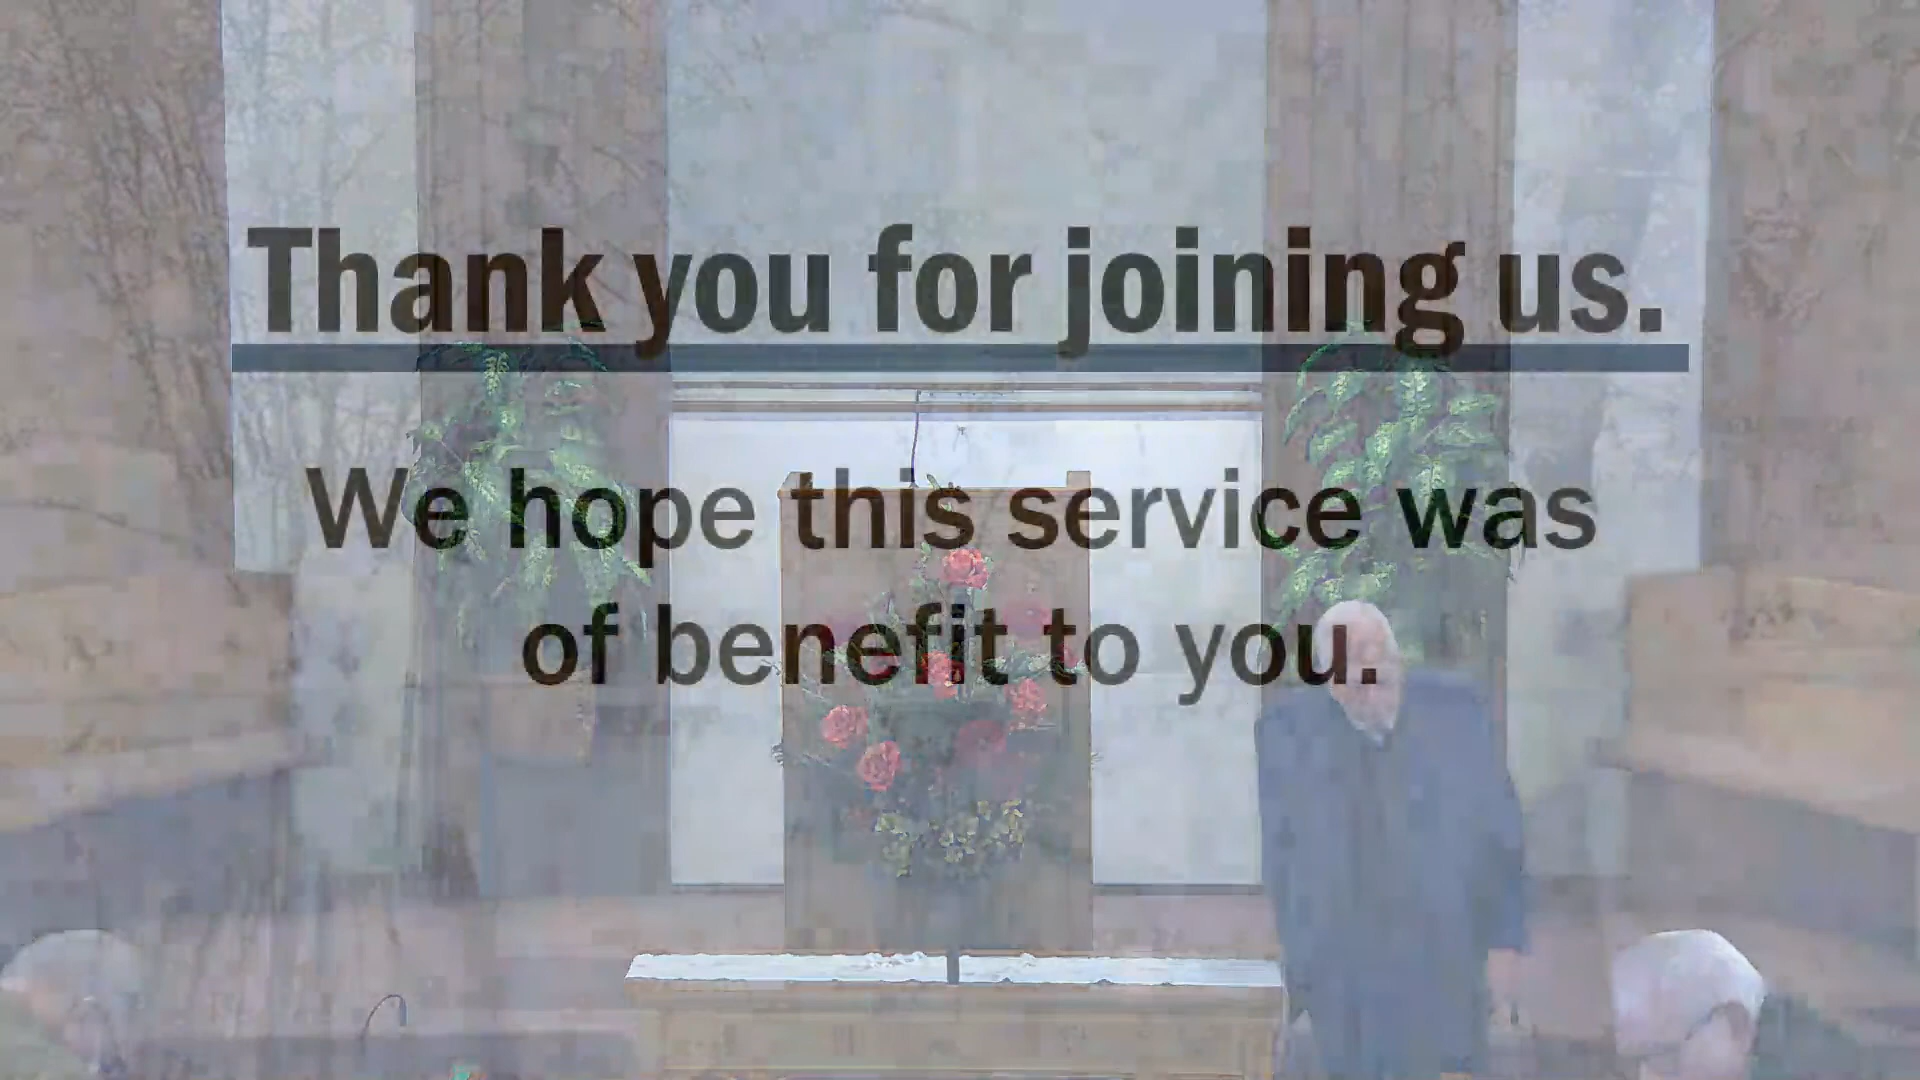 Thank you for joining us.
We hope this service was
of benefit to you.